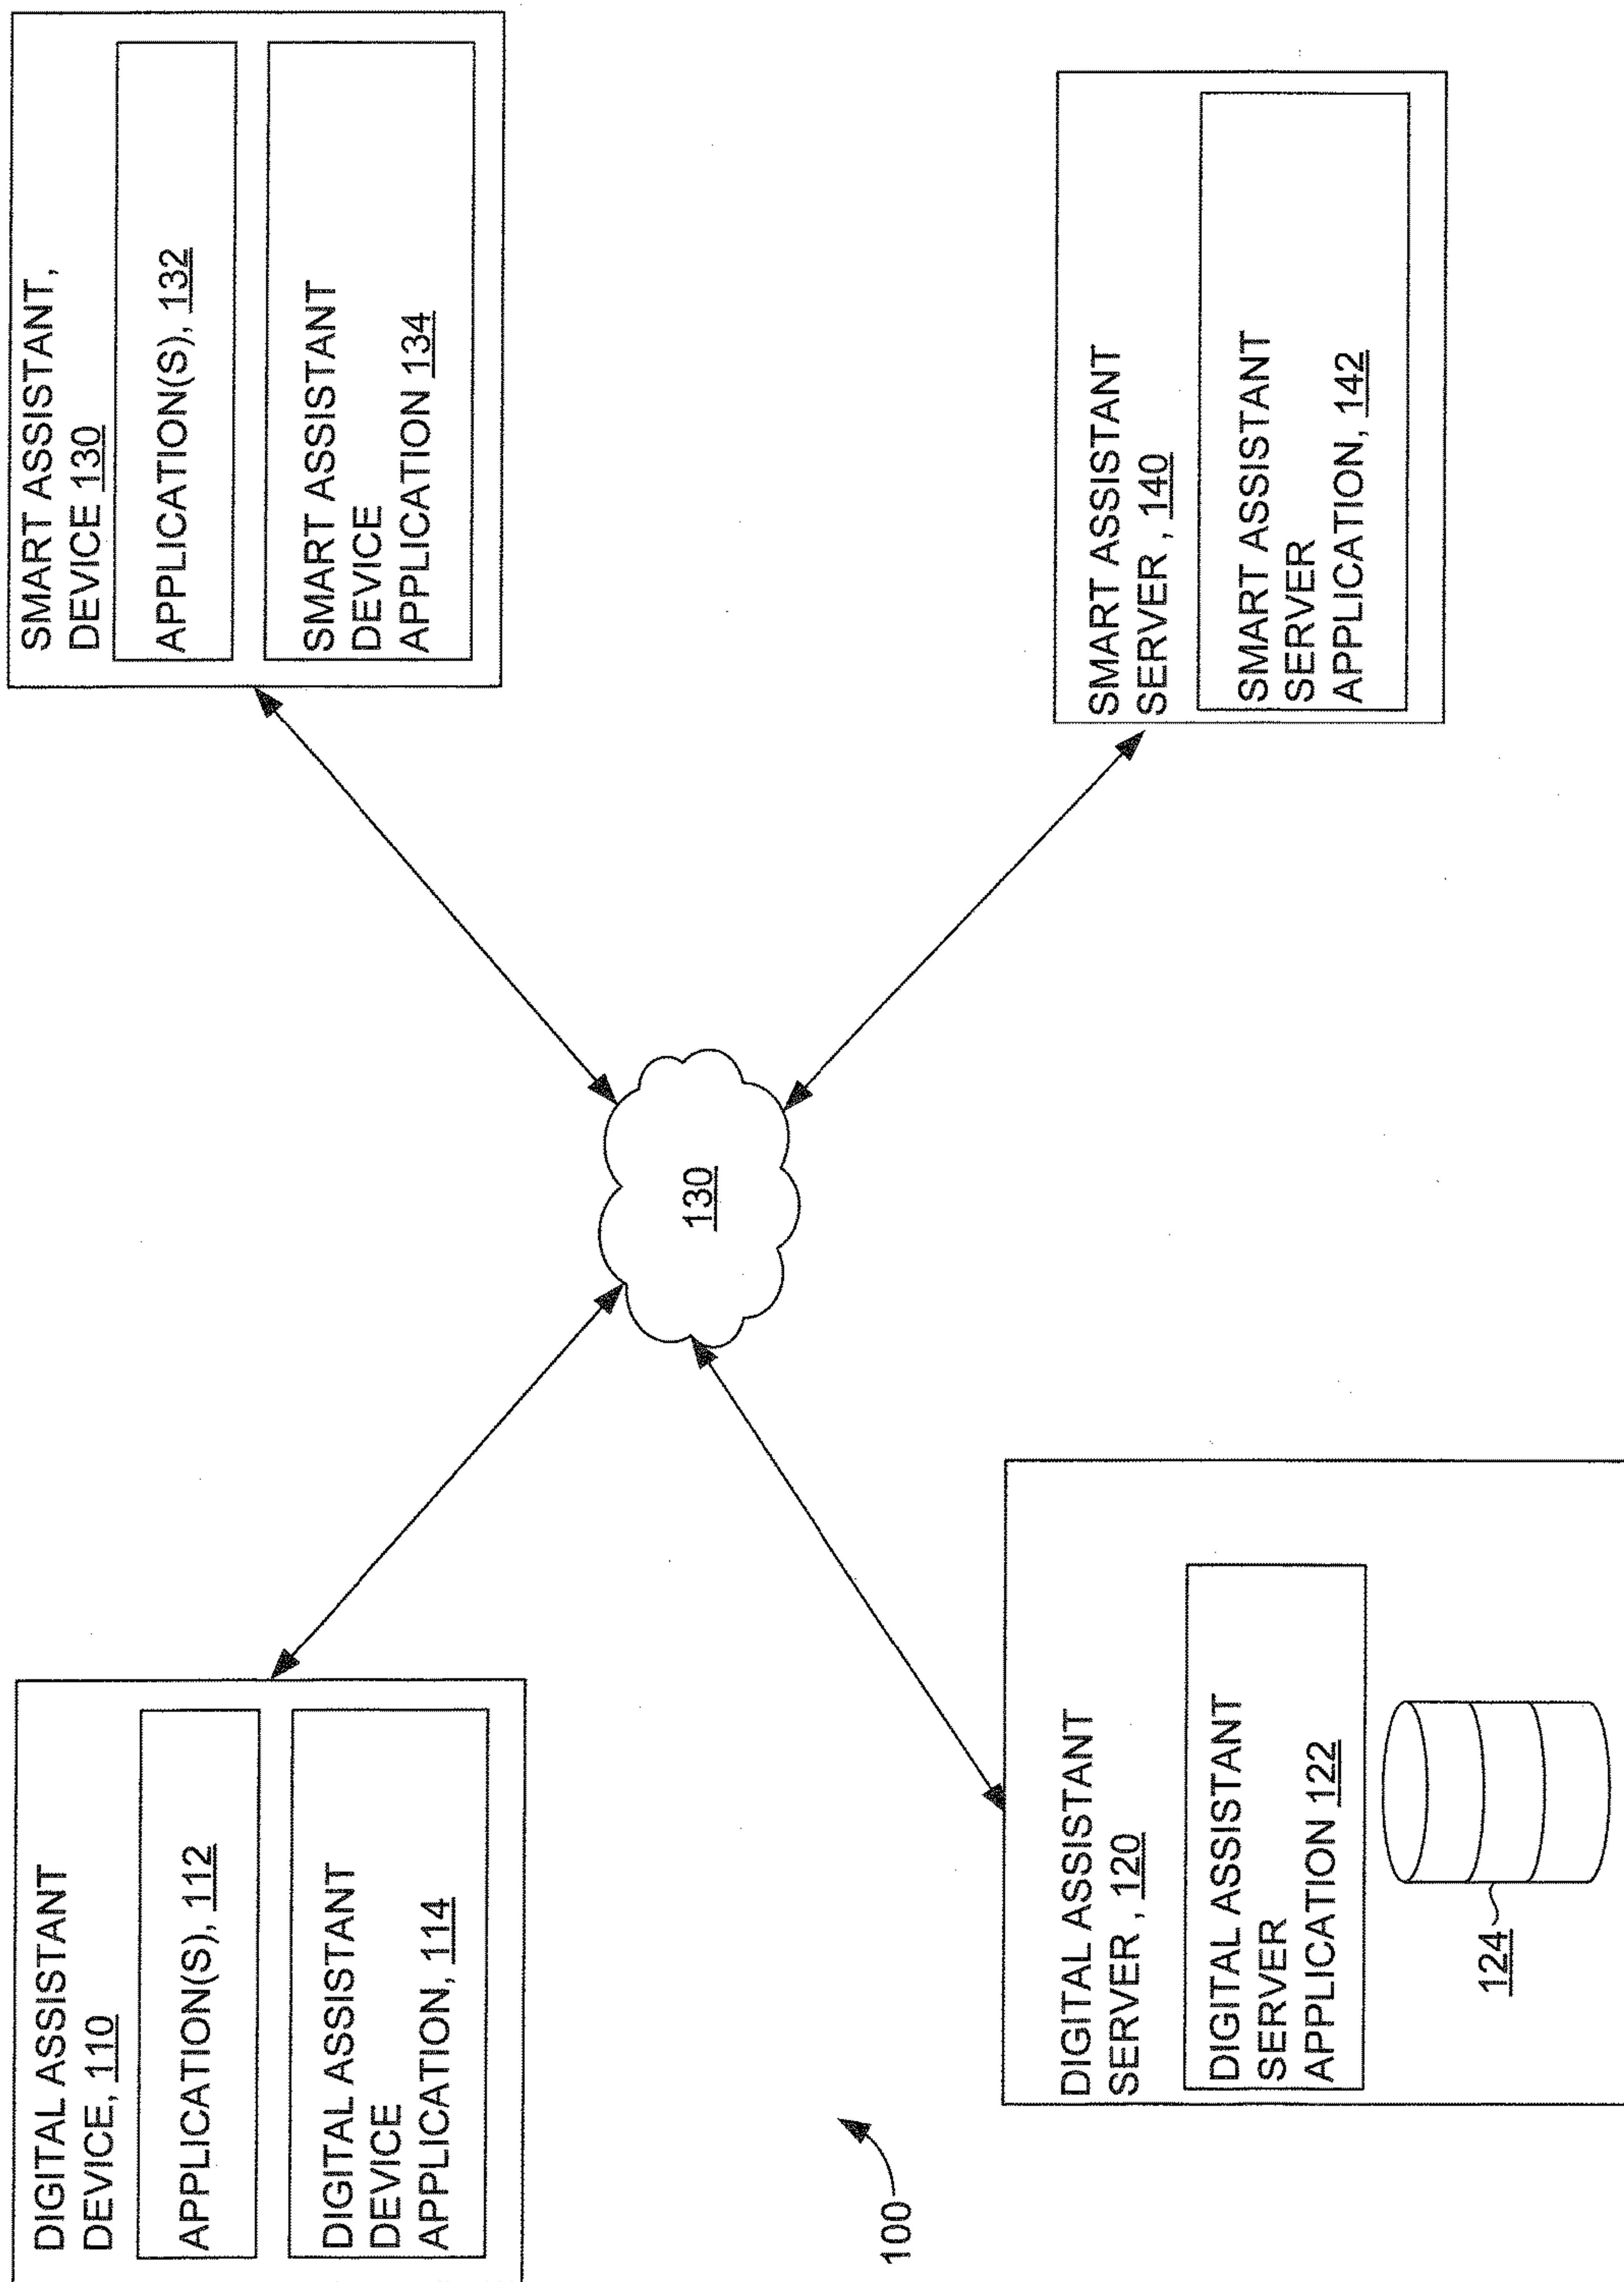 DIGITAL ASSISTANT
DEVICE, 110
APPLICATION(S), 112
DIGITAL ASSISTANT
DEVICE
APPLICATION, 114
SMART ASSISTANT,
DEVICE 130
APPLICATION(S), 132
SMART ASSISTANT
DEVICE
APPLICATION 134
130
100
DIGITAL ASSISTANT
SERVER , 120
DIGITAL ASSISTANT
SERVER
APPLICATION 122
124
SMART ASSISTANT
SERVER , 140
SMART ASSISTANT
SERVER
APPLICATION, 142